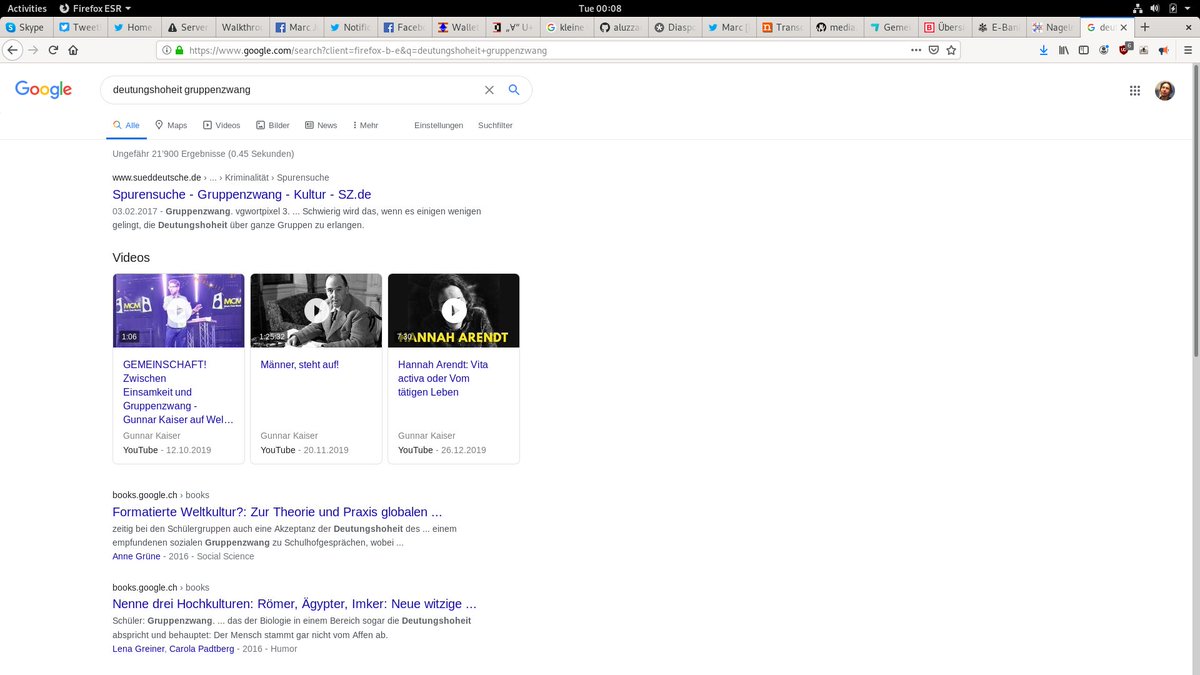 Activities Firefox ESR Tue 00:08
Skype Tweet Home Server Walkthro Marc J Notific Faceb Wallet „∀“ U+ kleine aluzza Diaspo Marc [ Transc media Gemei Übers E-Ban Nagel deu
https://www.google.com/search?client=firefox-b-e&q=deutungshoheit+gruppenzwang
6
Google deutungshoheit gruppenzwang
Alle Maps Videos Bilder News Mehr Einstellungen Suchfilter
Ungefähr 21'900 Ergebnisse (0.45 Sekunden)
www.sueddeutsche.de › ... › Kriminalität › Spurensuche
Spurensuche - Gruppenzwang - Kultur - SZ.de
03.02.2017 - Gruppenzwang. vgwortpixel 3. ... Schwierig wird das, wenn es einigen wenigen
gelingt, die Deutungshoheit über ganze Gruppen zu erlangen.
Videos
MCM
1:06
GEMEINSCHAFT!
Zwischen
Einsamkeit und
Gruppenzwang -
Gunnar Kaiser auf Wel…
Gunnar Kaiser
YouTube - 12.10.2019
1:25:32
Männer, steht auf!
Gunnar Kaiser
YouTube - 20.11.2019
HANNAH ARENDT
7:30
Hannah Arendt: Vita
activa oder Vom
tätigen Leben
Gunnar Kaiser
YouTube - 26.12.2019
books.google.ch › books
Formatierte Weltkultur?: Zur Theorie und Praxis globalen ...
zeitig bei den Schülergruppen auch eine Akzeptanz der Deutungshoheit des ... einem
empfundenen sozialen Gruppenzwang zu Schulhofgesprächen, wobei ...
Anne Grüne - 2016 - Social Science
books.google.ch › books
Nenne drei Hochkulturen: Römer, Ägypter, Imker: Neue witzige ...
Schüler: Gruppenzwang. ... das der Biologie in einem Bereich sogar die Deutungshoheit
abspricht und behauptet: Der Mensch stammt gar nicht vom Affen ab.
Lena Greiner, Carola Padtberg - 2016 - Humor